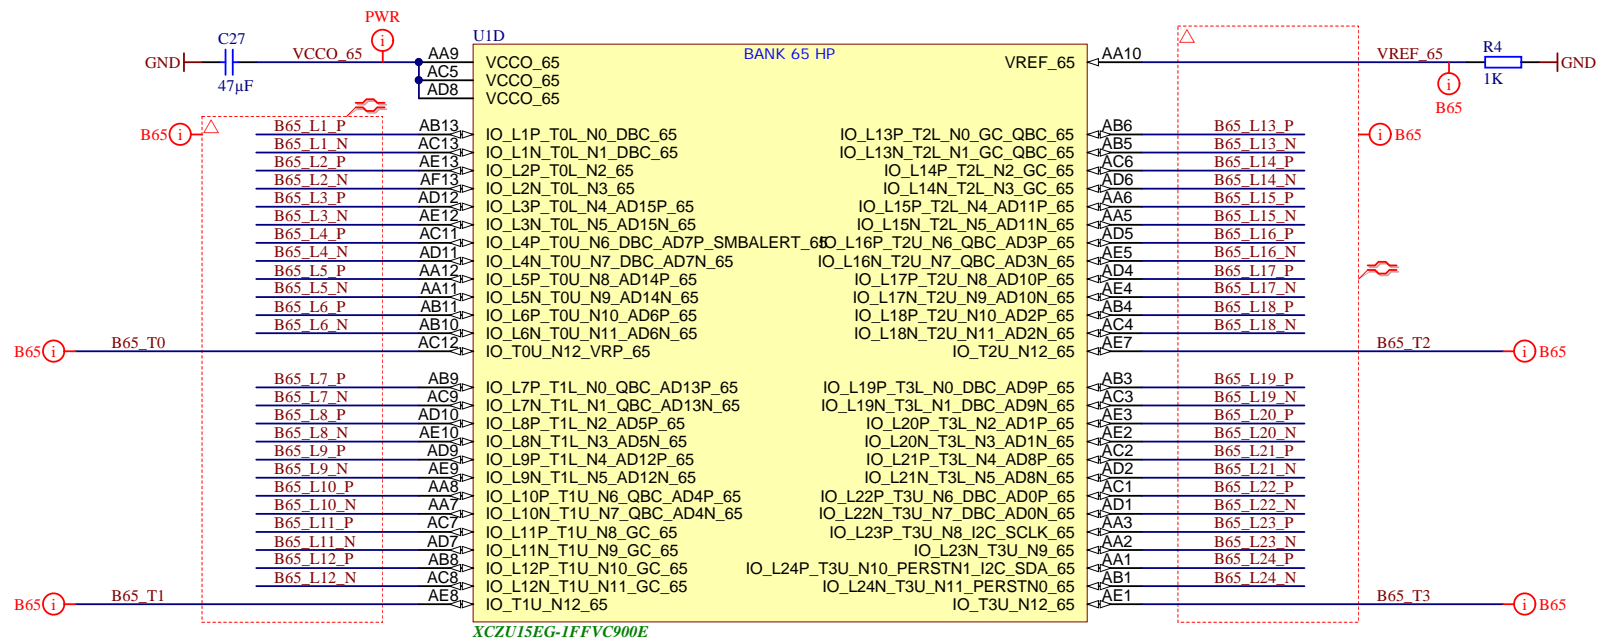 PWR
C27
GND
47µF
VCCO_65
U1D
BANK 65 HP
AA9 VCCO_65
AC5 VCCO_65
AD8 VCCO_65
VREF_65 AA10 VREF_65
R4
1K
GND
i
B65
B65 i
i B65
B65_L1_P AB13 IO_L1P_T0L_N0_DBC_65 IO_L13P_T2L_N0_GC_QBC_65 AB6 B65_L13_P
B65_L1_N AC13 IO_L1N_T0L_N1_DBC_65 IO_L13N_T2L_N1_GC_QBC_65 AB5 B65_L13_N
B65_L2_P AE13 IO_L2P_T0L_N2_65 IO_L14P_T2L_N2_GC_65 AC6 B65_L14_P
B65_L2_N AF13 IO_L2N_T0L_N3_65 IO_L14N_T2L_N3_GC_65 AD6 B65_L14_N
B65_L3_P AD12 IO_L3P_T0L_N4_AD15P_65 IO_L15P_T2L_N4_AD11P_65 AA6 B65_L15_P
B65_L3_N AE12 IO_L3N_T0L_N5_AD15N_65 IO_L15N_T2L_N5_AD11N_65 AA5 B65_L15_N
B65_L4_P AC11 IO_L4P_T0U_N6_DBC_AD7P_SMBALERT_65 IO_L16P_T2U_N6_QBC_AD3P_65 AD5 B65_L16_P
B65_L4_N AD11 IO_L4N_T0U_N7_DBC_AD7N_65 IO_L16N_T2U_N7_QBC_AD3N_65 AE5 B65_L16_N
B65_L5_P AA12 IO_L5P_T0U_N8_AD14P_65 IO_L17P_T2U_N8_AD10P_65 AD4 B65_L17_P
B65_L5_N AA11 IO_L5N_T0U_N9_AD14N_65 IO_L17N_T2U_N9_AD10N_65 AE4 B65_L17_N
B65_L6_P AB11 IO_L6P_T0U_N10_AD6P_65 IO_L18P_T2U_N10_AD2P_65 AB4 B65_L18_P
B65_L6_N AB10 IO_L6N_T0U_N11_AD6N_65 IO_L18N_T2U_N11_AD2N_65 AC4 B65_L18_N
B65 i B65_T0 AC12 IO_T0U_N12_VRP_65 IO_T2U_N12_65 AE7 B65_T2 i B65
B65_L7_P AB9 IO_L7P_T1L_N0_QBC_AD13P_65 IO_L19P_T3L_N0_DBC_AD9P_65 AB3 B65_L19_P
B65_L7_N AC9 IO_L7N_T1L_N1_QBC_AD13N_65 IO_L19N_T3L_N1_DBC_AD9N_65 AC3 B65_L19_N
B65_L8_P AD10 IO_L8P_T1L_N2_AD5P_65 IO_L20P_T3L_N2_AD1P_65 AE3 B65_L20_P
B65_L8_N AE10 IO_L8N_T1L_N3_AD5N_65 IO_L20N_T3L_N3_AD1N_65 AE2 B65_L20_N
B65_L9_P AD9 IO_L9P_T1L_N4_AD12P_65 IO_L21P_T3L_N4_AD8P_65 AC2 B65_L21_P
B65_L9_N AE9 IO_L9N_T1L_N5_AD12N_65 IO_L21N_T3L_N5_AD8N_65 AD2 B65_L21_N
B65_L10_P AA8 IO_L10P_T1U_N6_QBC_AD4P_65 IO_L22P_T3U_N6_DBC_AD0P_65 AC1 B65_L22_P
B65_L10_N AA7 IO_L10N_T1U_N7_QBC_AD4N_65 IO_L22N_T3U_N7_DBC_AD0N_65 AD1 B65_L22_N
B65_L11_P AC7 IO_L11P_T1U_N8_GC_65 IO_L23P_T3U_N8_I2C_SCLK_65 AA3 B65_L23_P
B65_L11_N AD7 IO_L11N_T1U_N9_GC_65 IO_L23N_T3U_N9_65 AA2 B65_L23_N
B65_L12_P AB8 IO_L12P_T1U_N10_GC_65 IO_L24P_T3U_N10_PERSTN1_I2C_SDA_65 AA1 B65_L24_P
B65_L12_N AC8 IO_L12N_T1U_N11_GC_65 IO_L24N_T3U_N11_PERSTN0_65 AB1 B65_L24_N
B65 i B65_T1 AE8 IO_T1U_N12_65 IO_T3U_N12_65 AE1 B65_T3 i B65
XCZU15EG-1FFVC900E